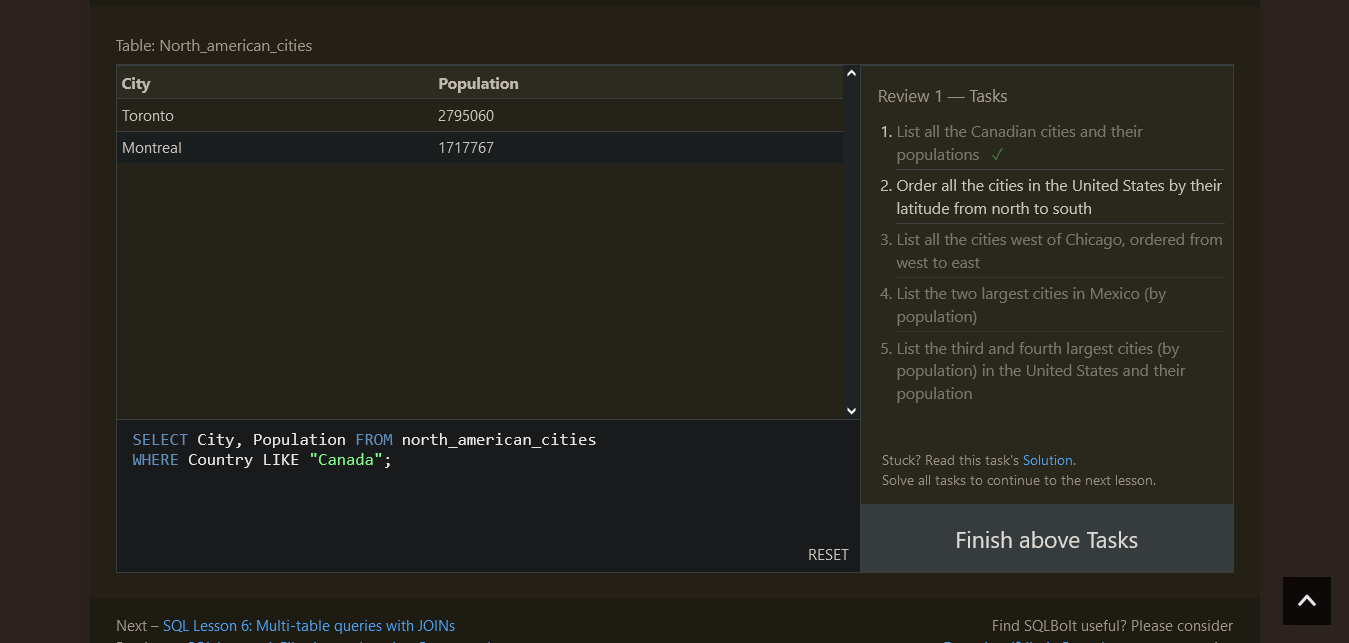 Table: North_american_cities
City Population
Toronto 2795060
Montreal 1717767
Review 1 — Tasks
1. List all the Canadian cities and their
populations ✓
2. Order all the cities in the United States by their
latitude from north to south
3. List all the cities west of Chicago, ordered from
west to east
4. List the two largest cities in Mexico (by
population)
5. List the third and fourth largest cities (by
population) in the United States and their
population
Stuck? Read this task's Solution.
Solve all tasks to continue to the next lesson.
Finish above Tasks
SELECT City, Population FROM north_american_cities
WHERE Country LIKE "Canada";
RESET
Next – SQL Lesson 6: Multi-table queries with JOINs
Find SQLBolt useful? Please consider